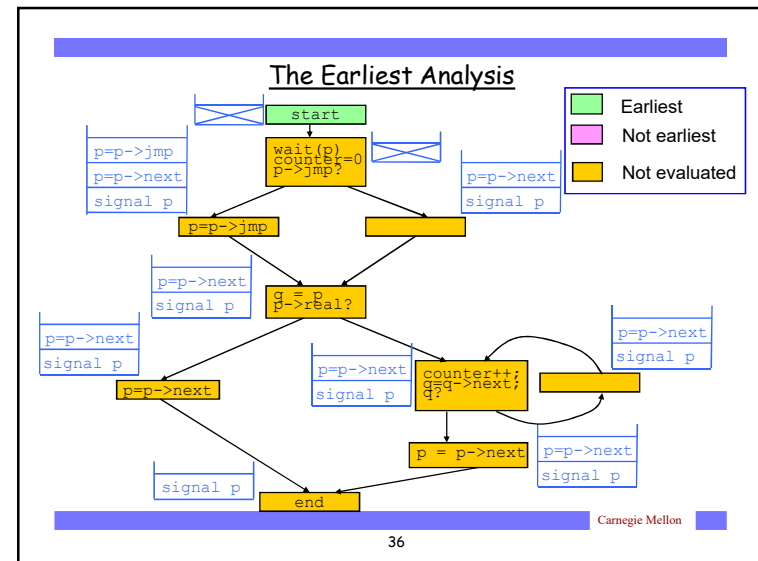 The Earliest Analysis
Earliest
Not earliest
Not evaluated
start
wait(p)
counter=0
p->jmp?
p=p->jmp
p=p->next
signal p
p=p->next
signal p
p=p->jmp
p=p->next
signal p
q = p
p->real?
p=p->next
signal p
p=p->next
signal p
p=p->next
signal p
p=p->next
counter++;
q=q->next;
q?
p = p->next
p=p->next
signal p
signal p
end
Carnegie Mellon
36